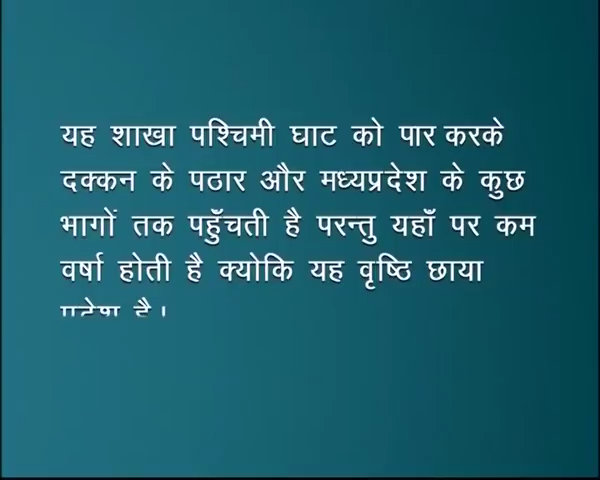 यह शाखा पश्चिमी घाट को पार करके
दक्कन के पठार और मध्यप्रदेश के कुछ
भागों तक पहुँचती है परन्तु यहाँ पर कम
वर्षा होती है क्योकि यह वृष्ठि छाया
प्रदेश है।